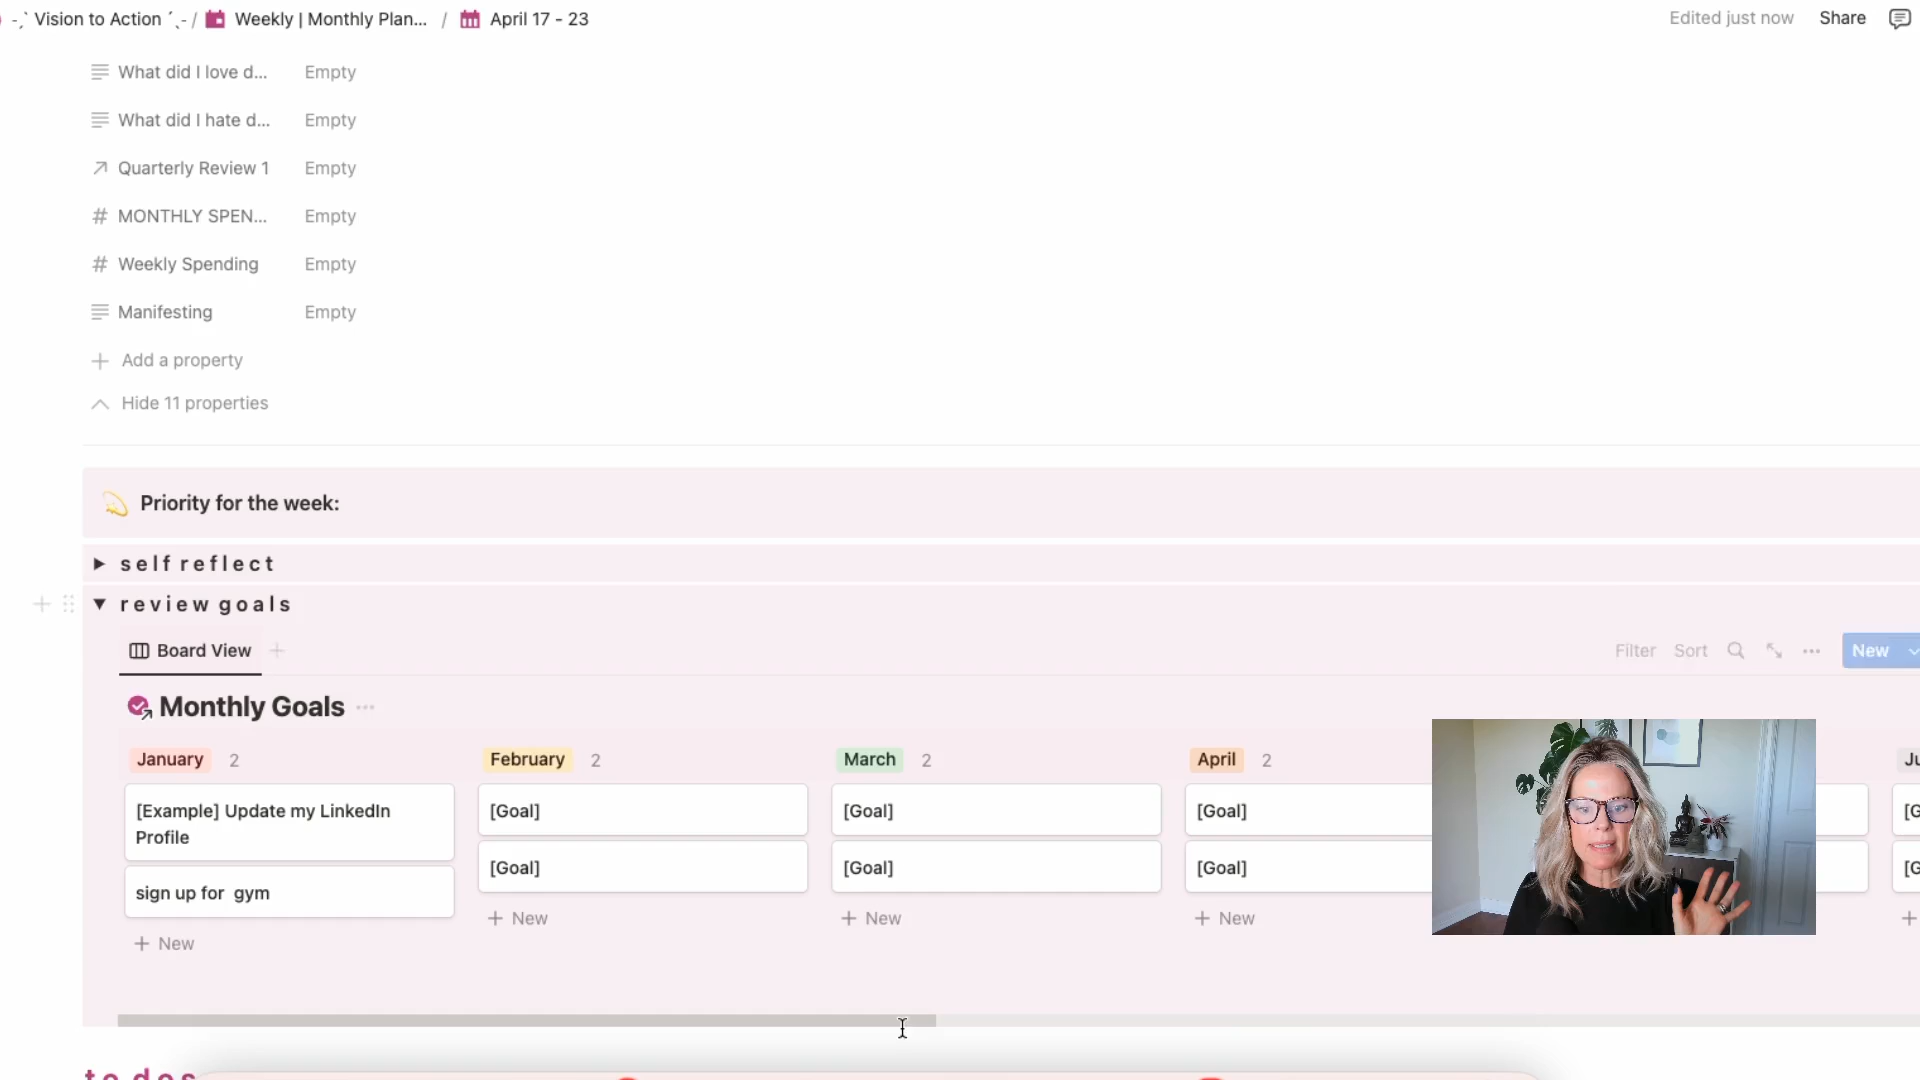 -ˏˋ Vision to Action ˊˎ- / Weekly | Monthly Plan... / April 17 - 23
Edited just now Share
What did I love d... Empty
What did I hate d... Empty
Quarterly Review 1 Empty
# MONTHLY SPEN... Empty
# Weekly Spending Empty
Manifesting Empty
+ Add a property
Hide 11 properties
Priority for the week:
self reflect
review goals
Board View +
Filter Sort ... New
Monthly Goals ...
January 2 February 2 March 2 April 2
[Example] Update my LinkedIn
Profile
[Goal] [Goal] [Goal]
[Goal] [Goal] [Goal]
sign up for gym
+ New + New + New
+ New
to dos